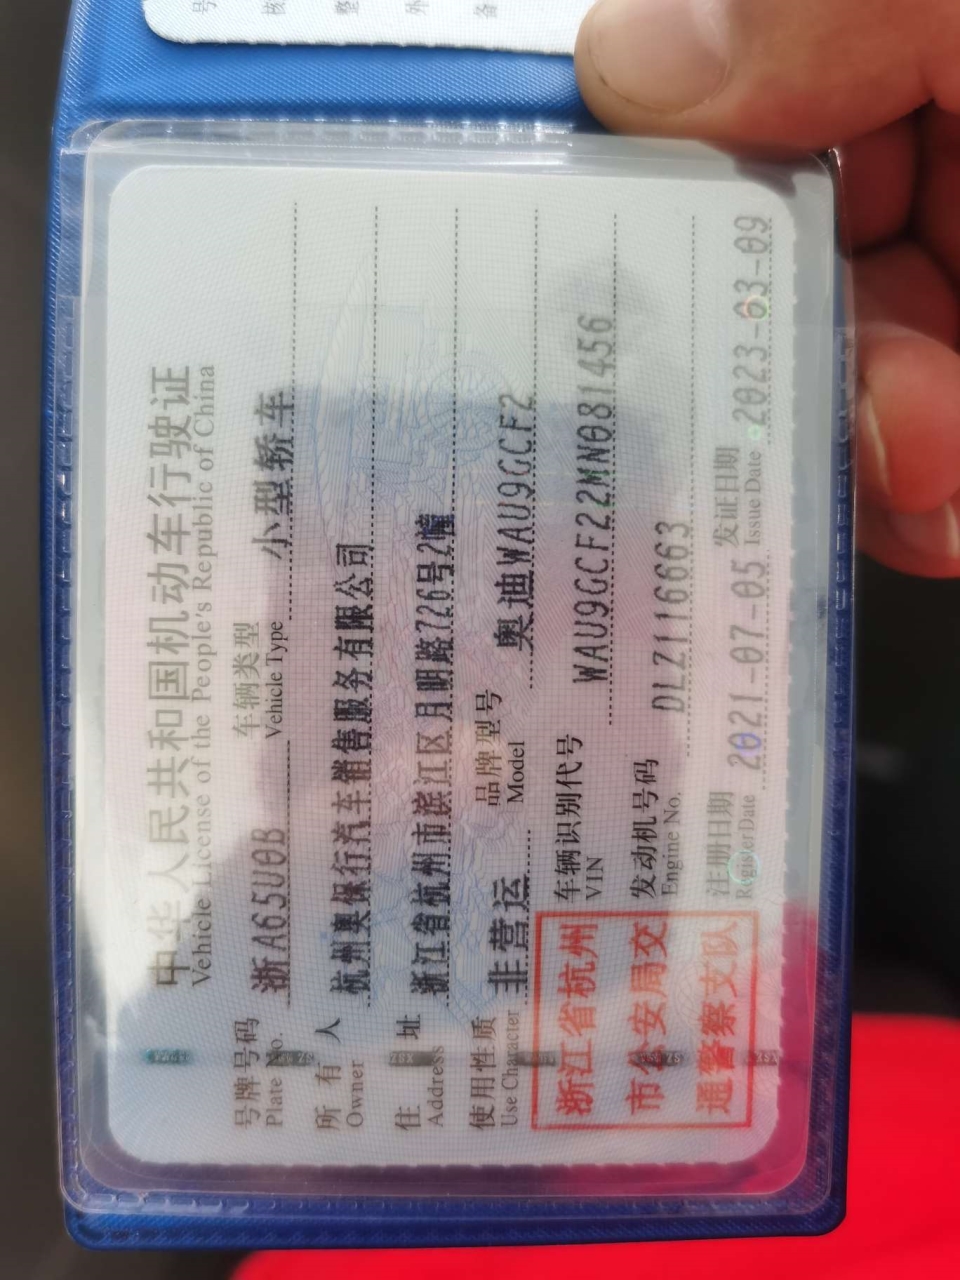 中华人民共和国机动车行驶证
Vehicle License of the People's Republic of China
号牌号码 浙A65U0B 车辆类型 小型轿车
Plate No. Vehicle Type
所有人 杭州奥保行汽车销售服务有限公司
Owner
住址 浙江省杭州市滨江区月明路726号2幢
Address
使用性质 非营运 品牌型号 奥迪WAU9GCF2
Use Character Model
浙江省杭州市公安局交通警察支队
车辆识别代号 WAU9GCF22MN081456
VIN
发动机号码 DLZ116663
Engine No.
注册日期 2021-07-05 发证日期 2023-03-09
Register Date Issue Date
号
核
整
外
备